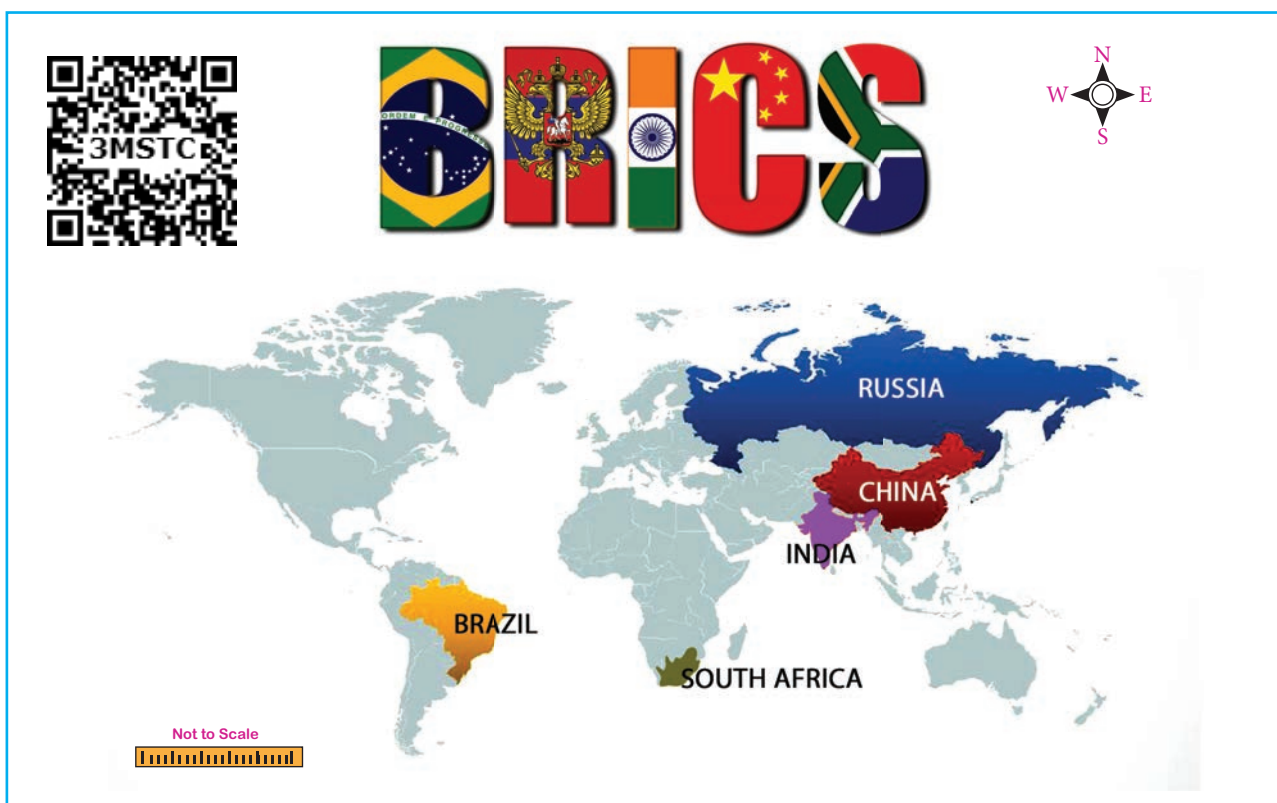 BRICS
ORDEM E PROGRESSO
3MSTC
N
W E
S
RUSSIA
CHINA
INDIA
BRAZIL
SOUTH AFRICA
Not to Scale